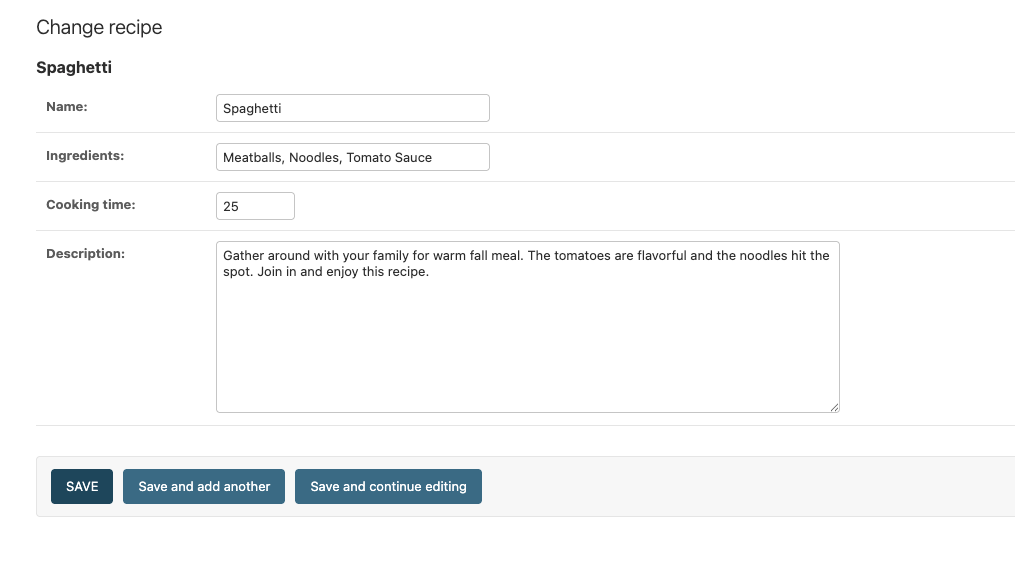 Change recipe
Spaghetti
Name:
Spaghetti
Ingredients:
Meatballs, Noodles, Tomato Sauce
Cooking time:
25
Description:
Gather around with your family for warm fall meal. The tomatoes are flavorful and the noodles hit the
spot. Join in and enjoy this recipe.
SAVE
Save and add another
Save and continue editing